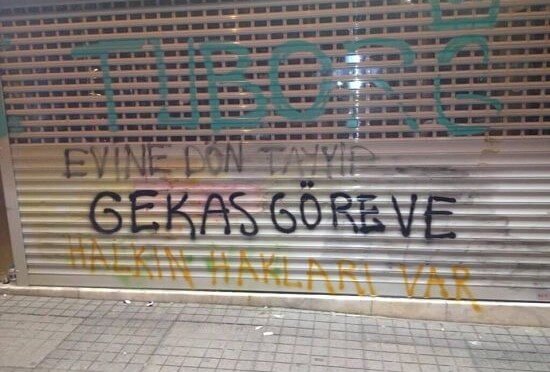 TUBORG
EVINE DÖN TAYYIP
GEKAS GÖREVE
HALKIN HAKLARI VAR